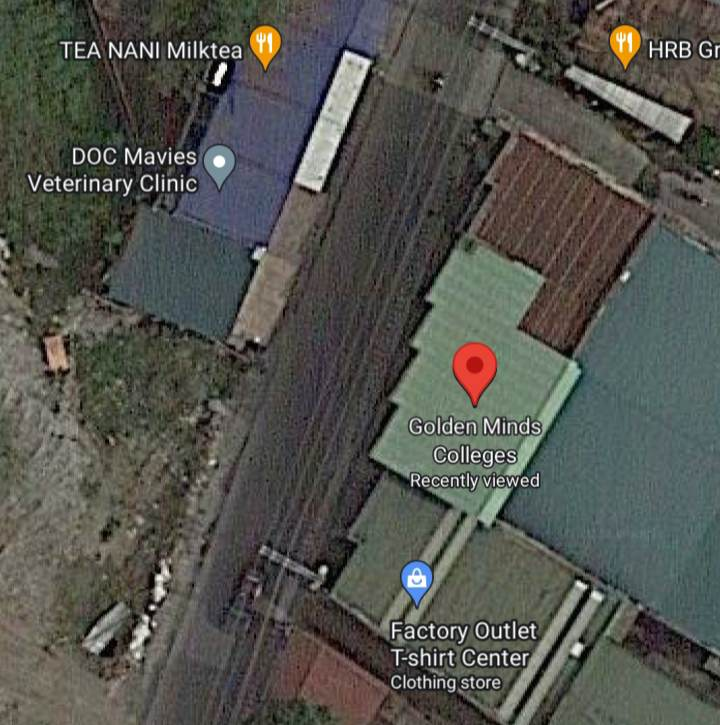 TEA NANI Milktea
HRB Gr
DOC Mavies
Veterinary Clinic
Golden Minds
Colleges
Recently viewed
Factory Outlet
T-shirt Center
Clothing store